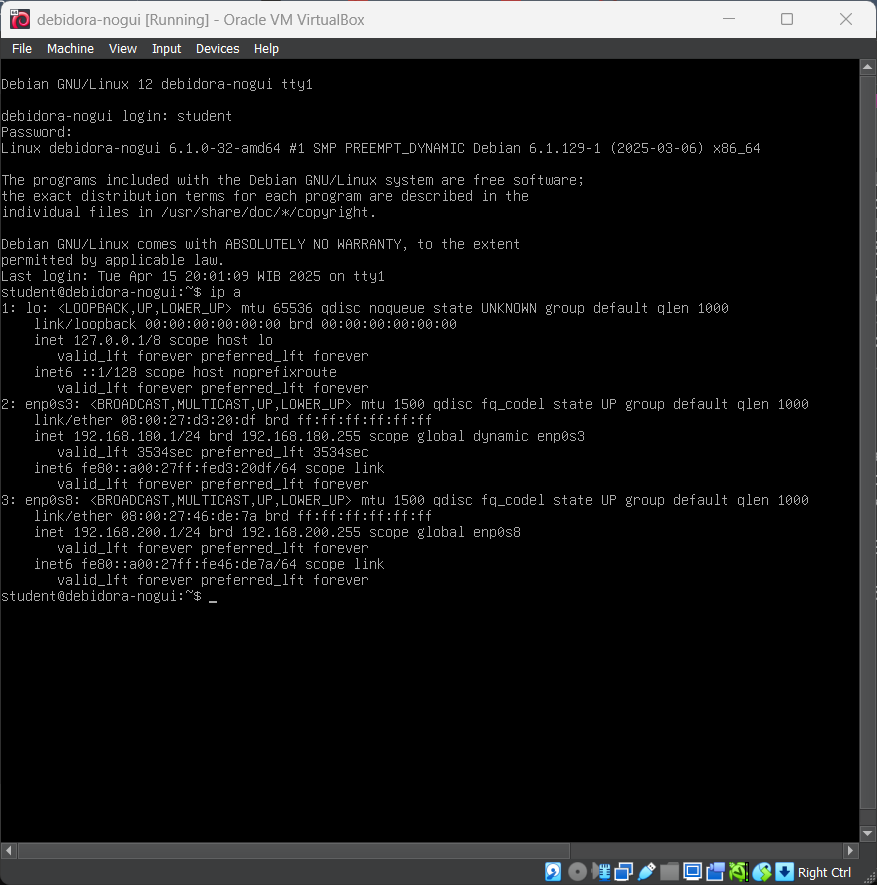 debidora-nogui [Running] - Oracle VM VirtualBox
File Machine View Input Devices Help
Debian GNU/Linux 12 debidora-nogui tty1
debidora-nogui login: student
Password:
Linux debidora-nogui 6.1.0-32-amd64 #1 SMP PREEMPT_DYNAMIC Debian 6.1.129-1 (2025-03-06) x86_64
The programs included with the Debian GNU/Linux system are free software;
the exact distribution terms for each program are described in the
individual files in /usr/share/doc/*/copyright.
Debian GNU/Linux comes with ABSOLUTELY NO WARRANTY, to the extent
permitted by applicable law.
Last login: Tue Apr 15 20:01:09 WIB 2025 on tty1
student@debidora-nogui:~$ ip a
1: lo: <LOOPBACK,UP,LOWER_UP> mtu 65536 qdisc noqueue state UNKNOWN group default qlen 1000
    link/loopback 00:00:00:00:00:00 brd 00:00:00:00:00:00
    inet 127.0.0.1/8 scope host lo
       valid_lft forever preferred_lft forever
    inet6 ::1/128 scope host noprefixroute
       valid_lft forever preferred_lft forever
2: enp0s3: <BROADCAST,MULTICAST,UP,LOWER_UP> mtu 1500 qdisc fq_codel state UP group default qlen 1000
    link/ether 08:00:27:d3:20:df brd ff:ff:ff:ff:ff:ff
    inet 192.168.180.1/24 brd 192.168.180.255 scope global dynamic enp0s3
       valid_lft 3534sec preferred_lft 3534sec
    inet6 fe80::a00:27ff:fed3:20df/64 scope link
       valid_lft forever preferred_lft forever
3: enp0s8: <BROADCAST,MULTICAST,UP,LOWER_UP> mtu 1500 qdisc fq_codel state UP group default qlen 1000
    link/ether 08:00:27:46:de:7a brd ff:ff:ff:ff:ff:ff
    inet 192.168.200.1/24 brd 192.168.200.255 scope global enp0s8
       valid_lft forever preferred_lft forever
    inet6 fe80::a00:27ff:fe46:de7a/64 scope link
       valid_lft forever preferred_lft forever
student@debidora-nogui:~$ _
Right Ctrl